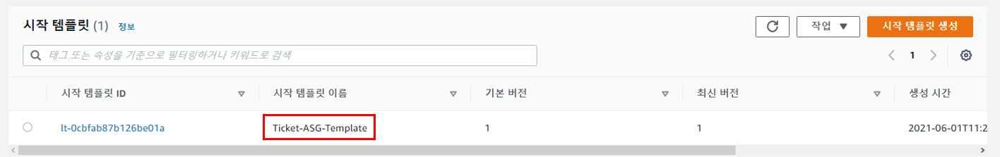 시작 템플릿 (1) 정보
작업
시작 템플릿 생성
태그 또는 속성을 기준으로 필터링하거나 키워드로 검색
1
시작 템플릿 ID 시작 템플릿 이름 기본 버전 최신 버전 생성 시간
lt-0cbfab87b126be01a Ticket-ASG-Template 1 1 2021-06-01T11:2